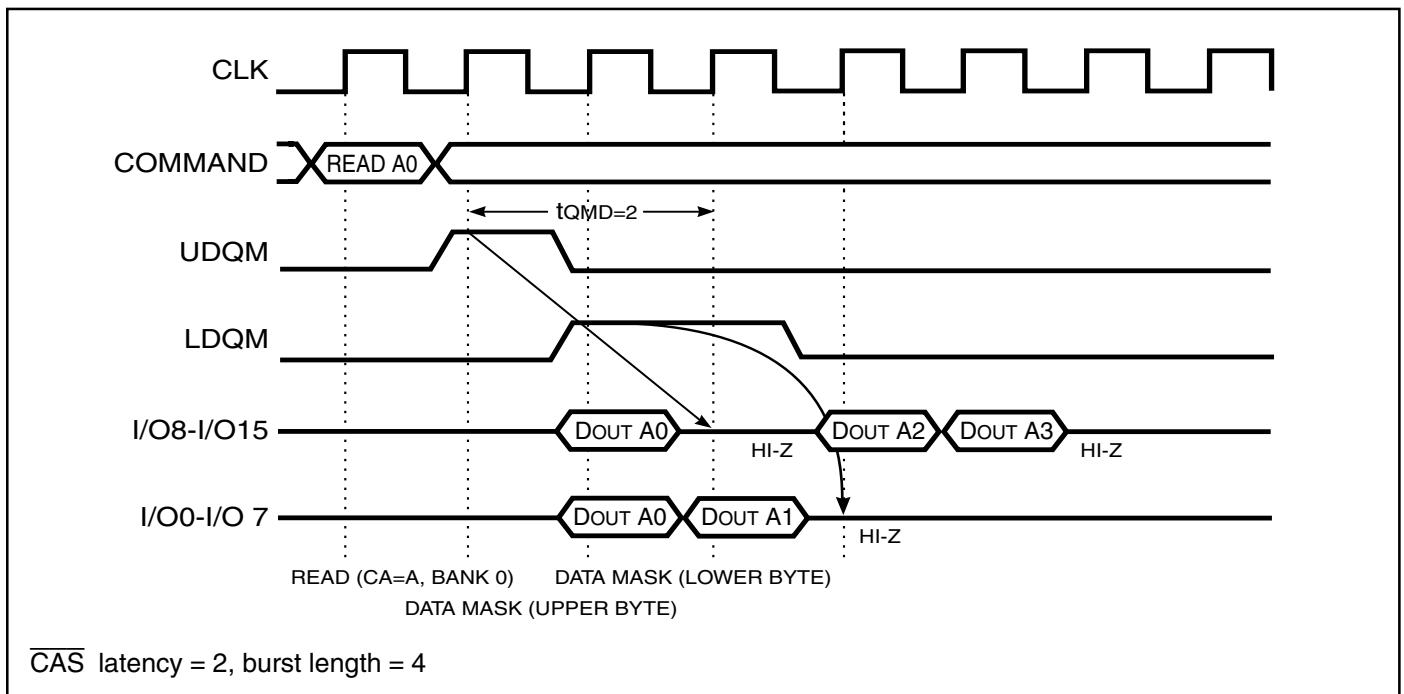 CLK
COMMAND
READ A0
tQMD=2
UDQM
LDQM
I/O8-I/O15
DOUT A0
HI-Z
DOUT A2
DOUT A3
HI-Z
I/O0-I/O 7
DOUT A0
DOUT A1
HI-Z
READ (CA=A, BANK 0)
DATA MASK (LOWER BYTE)
DATA MASK (UPPER BYTE)
CAS latency = 2, burst length = 4